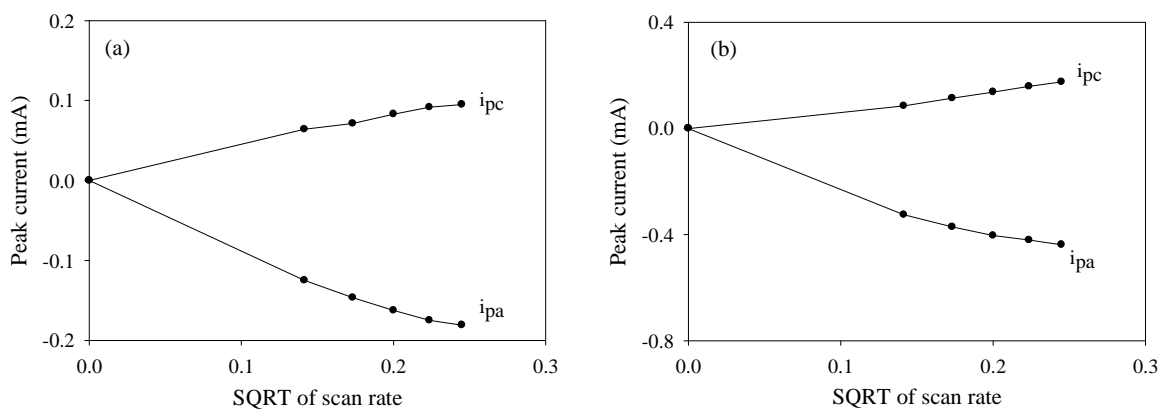 (a)
Peak current (mA)
0.2
0.1
0.0
-0.1
-0.2
ipc
ipa
0.0 0.1 0.2 0.3
SQRT of scan rate
(b)
Peak current (mA)
0.4
0.0
-0.4
-0.8
ipc
ipa
0.0 0.1 0.2 0.3
SQRT of scan rate